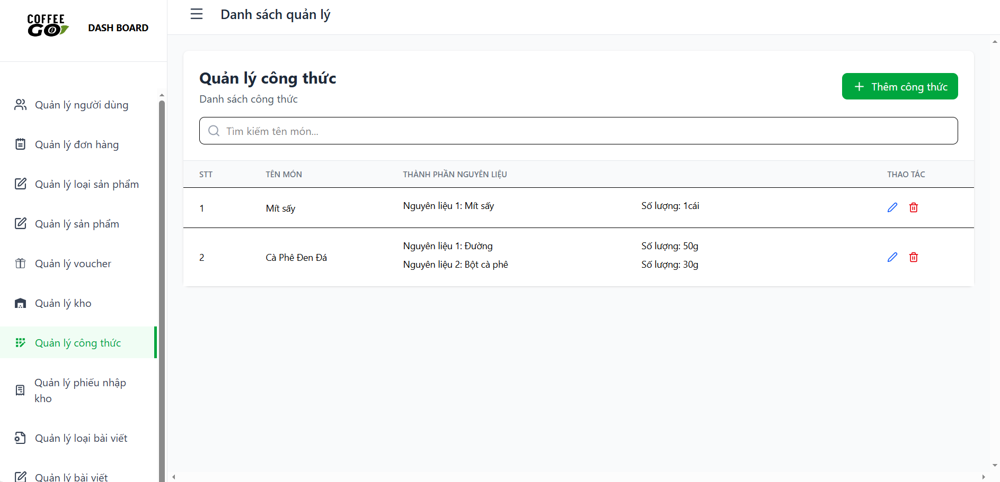 COFFEE
GO
DASH BOARD
Danh sách quản lý
Quản lý người dùng
Quản lý đơn hàng
Quản lý loại sản phẩm
Quản lý sản phẩm
Quản lý voucher
Quản lý kho
Quản lý công thức
Quản lý phiếu nhập
kho
Quản lý loại bài viết
Quản lý bài viết
Quản lý công thức
Danh sách công thức
Thêm công thức
Tìm kiếm tên món...
STT TÊN MÓN THÀNH PHẦN NGUYÊN LIỆU THAO TÁC
1 Mít sấy Nguyên liệu 1: Mít sấy Số lượng: 1cái
2 Cà Phê Đen Đá
Nguyên liệu 1: Đường Số lượng: 50g
Nguyên liệu 2: Bột cà phê Số lượng: 30g